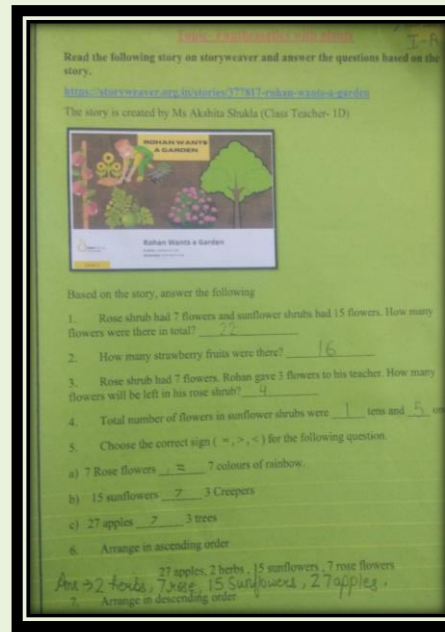 Topic- Mathematics with plants
I-A
Read the following story on storyweaver and answer the questions based on the
story.
https://storyweaver.org.in/stories/377817-rohan-wants-a-garden
The story is created by Ms Akshita Shukla (Class Teacher- 1D)
ROHAN WANTS
A GARDEN
Rohan Wants a Garden
Based on the story, answer the following
1. Rose shrub had 7 flowers and sunflower shrubs had 15 flowers. How many
flowers were there in total? 22
2. How many strawberry fruits were there? 16
3. Rose shrub had 7 flowers. Rohan gave 3 flowers to his teacher. How many
flowers will be left in his rose shrub? 4
4. Total number of flowers in sunflower shrubs were 1 tens and 5 on
5. Choose the correct sign ( =, >, < ) for the following question.
a) 7 Rose flowers = 7 colours of rainbow.
b) 15 sunflowers > 3 Creepers
c) 27 apples > 3 trees
6. Arrange in ascending order
27 apples, 2 herbs, 15 sunflowers, 7 rose flowers
Ans → 2 herbs, 7 rose, 15 Sunflowers, 27 apples.
7. Arrange in descending order